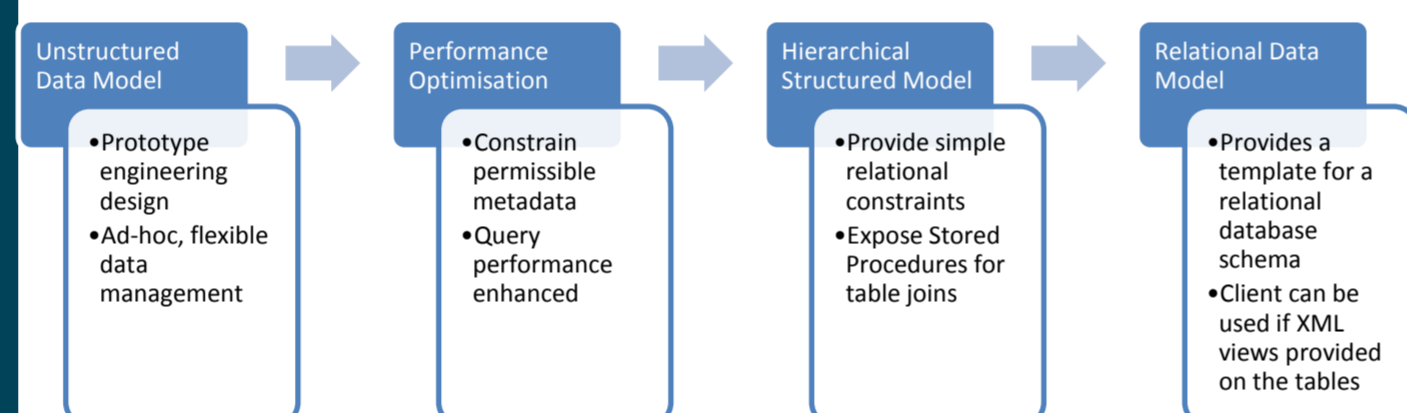 Unstructured
Data Model
•Prototype
engineering
design
•Ad-hoc, flexible
data
management
Performance
Optimisation
•Constrain
permissible
metadata
•Query
performance
enhanced
Hierarchical
Structured Model
•Provide simple
relational
constraints
•Expose Stored
Procedures for
table joins
Relational Data
Model
•Provides a
template for a
relational
database
schema
•Client can be
used if XML
views provided
on the tables